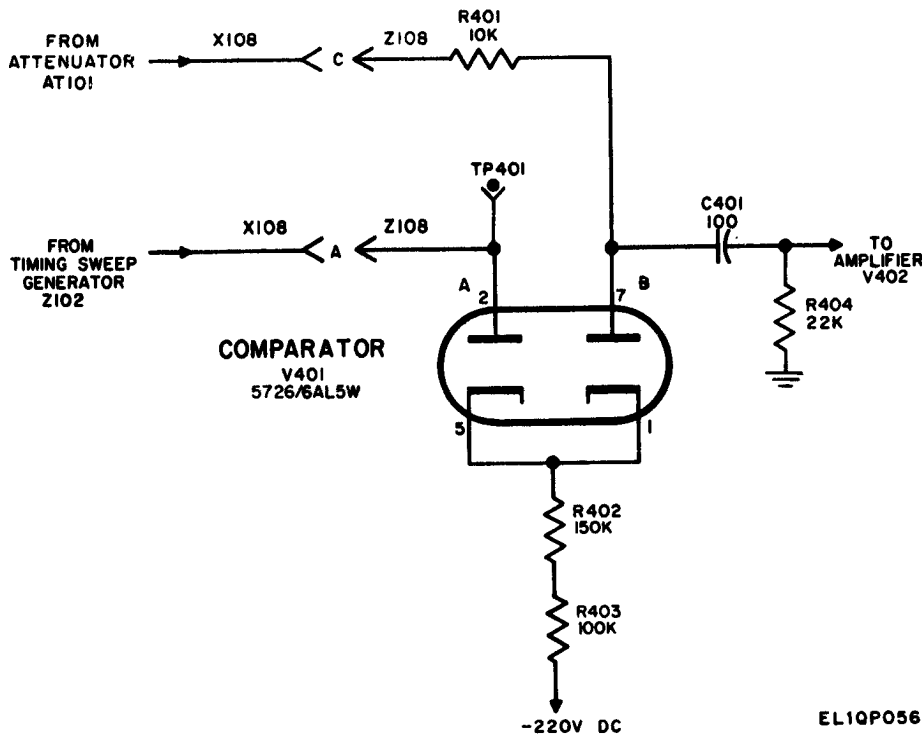 R401
10K
FROM
ATTENUATOR
AT101
X108
C
Z108
TP401
C401
100
X108
A
Z108
FROM
TIMING SWEEP
GENERATOR
Z102
TO
AMPLIFIER
V402
A
2
7
B
R404
22K
COMPARATOR
V401
5726/6AL5W
5
1
R402
150K
R403
100K
-220V DC
EL1QP056